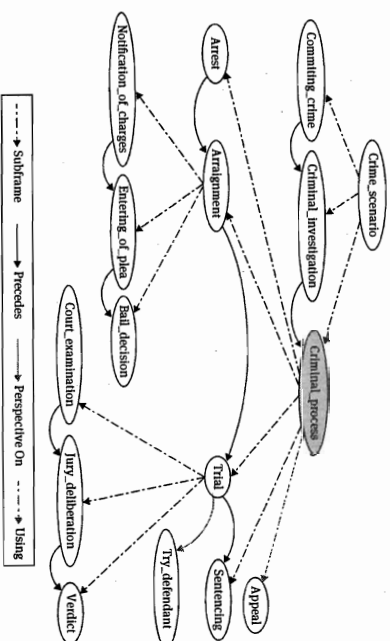 Crime_scenario
Commiting_crime
Criminal_investigation
Criminal_process
Arrest
Arraignment
Trial
Sentencing
Appeal
Notification_of_charges
Entering_of_plea
Bail_decision
Try_defendant
Court_examination
Jury_deliberation
Verdict
Subframe
Precedes
Perspective On
Using